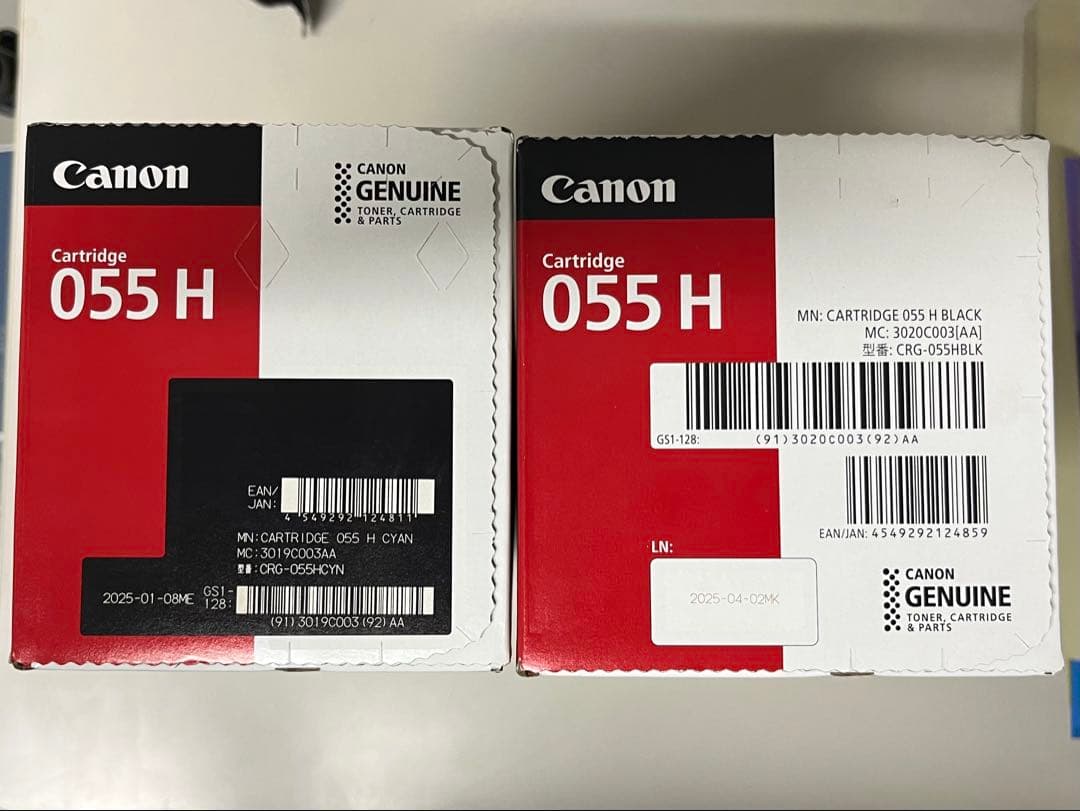 Canon
CANON
GENUINE
TONER, CARTRIDGE
& PARTS
Cartridge
055 H
EAN/
JAN:
4 549292 124811
MN:CARTRIDGE 055 H CYAN
MC:3019C003AA
型番:CRG-055HCYN
2025-01-08ME
GS1-
128:
(91)3019C003(92)AA
Canon
Cartridge
055 H
MN: CARTRIDGE 055 H BLACK
MC: 3020C003[AA]
型番: CRG-055HBLK
GS1-128:
(91)3020C003(92)AA
EAN/JAN: 4549292124859
LN:
2025-04-02MK
CANON
GENUINE
TONER, CARTRIDGE
& PARTS